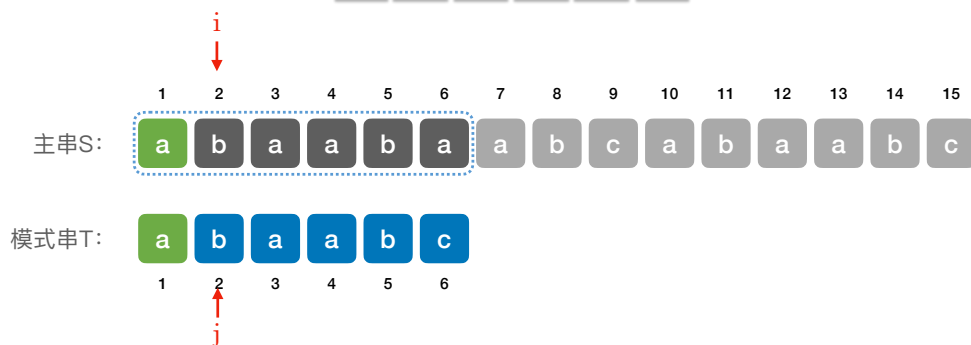 i
1 2 3 4 5 6 7 8 9 10 11 12 13 14 15
主串S: a b a a b a a b c a b a a b c
模式串T: a b a a b c
1 2 3 4 5 6
j